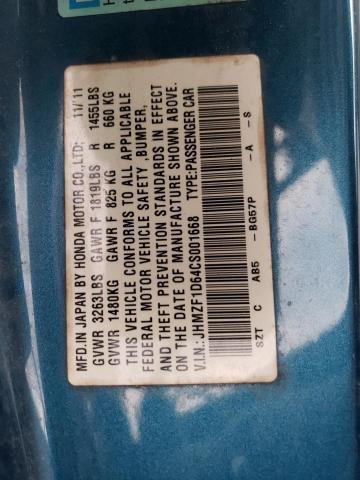 MFD.IN JAPAN BY HONDA MOTOR CO.,LTD: 11/11
GVWR 3263LBS GAWR F 1819LBS R 1455LBS
GVWR 1480KG GAWR F 825 KG R 660 KG
THIS VEHICLE CONFORMS TO ALL APPLICABLE
FEDERAL MOTOR VEHICLE SAFETY ,BUMPER,
AND THEFT PREVENTION STANDARDS IN EFFECT
ON THE DATE OF MANUFACTURE SHOWN ABOVE.
V.I.N.: JHMZF1D64CS001668 TYPE:PASSENGER CAR
SZT C AB5 -BG57P -A -S